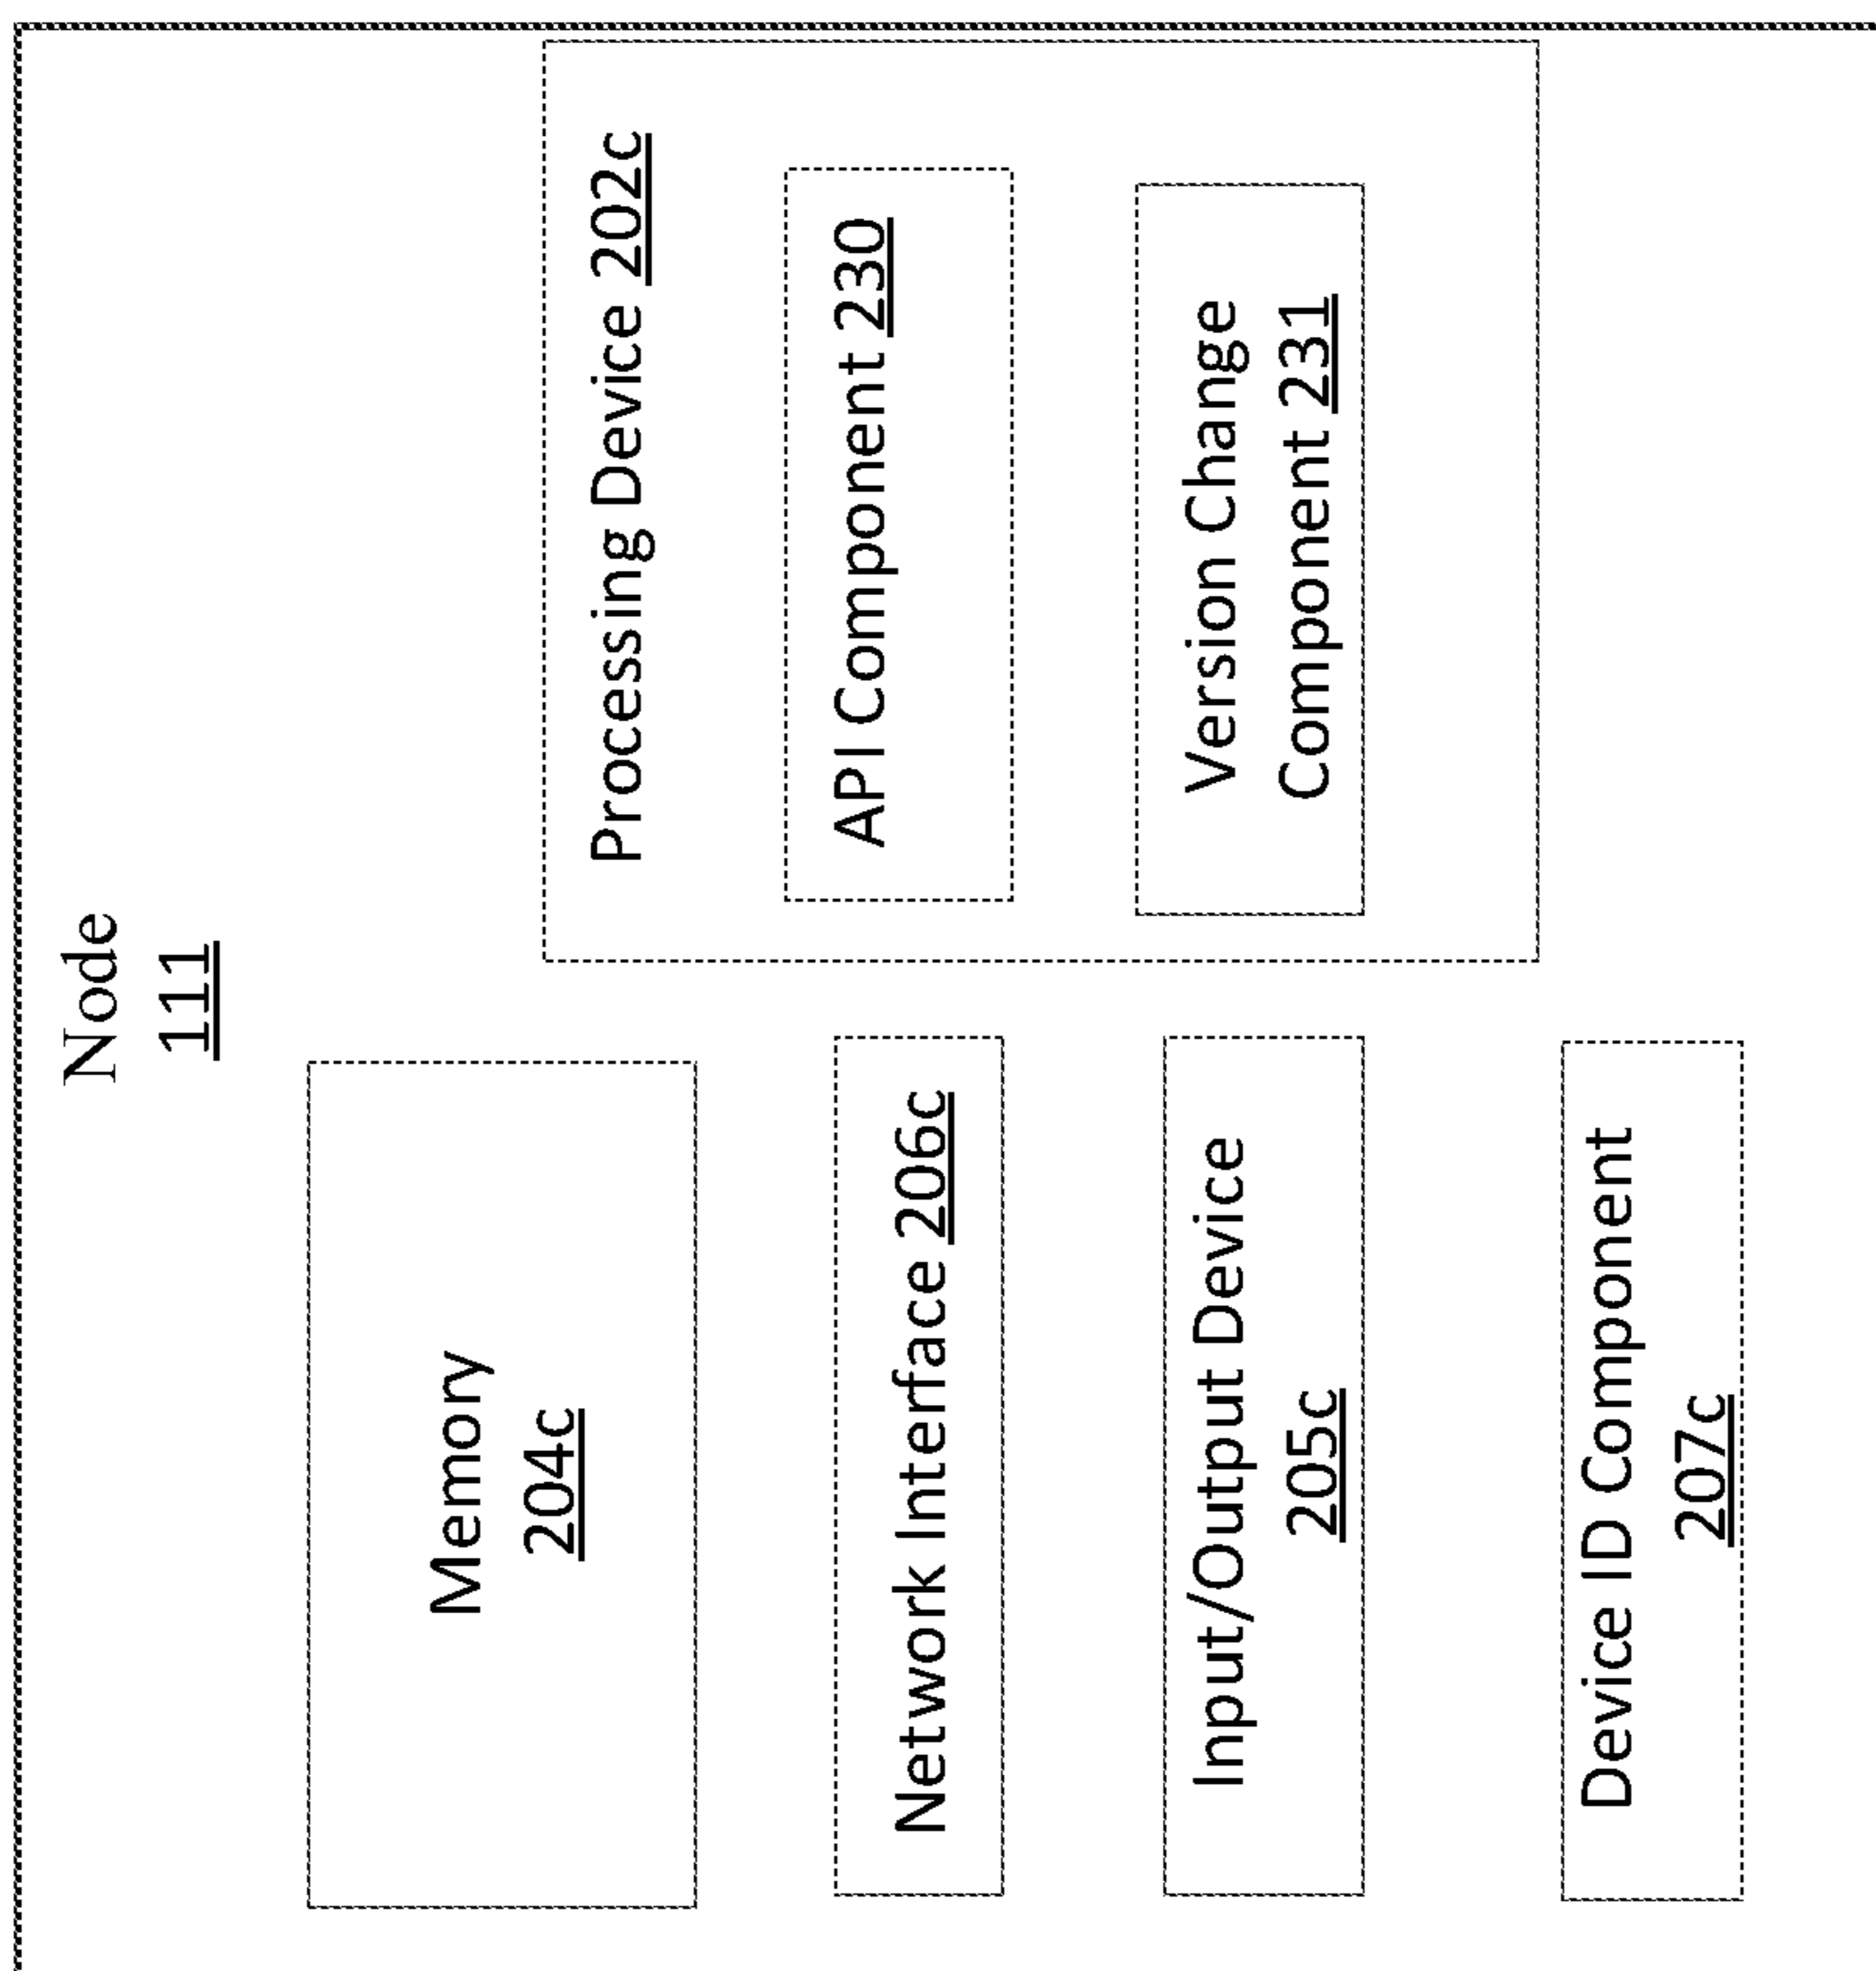 Node
111
Memory
204c
Network Interface 206c
Input/Output Device
205c
Device ID Component
207c
Processing Device 202c
API Component 230
Version Change
Component 231